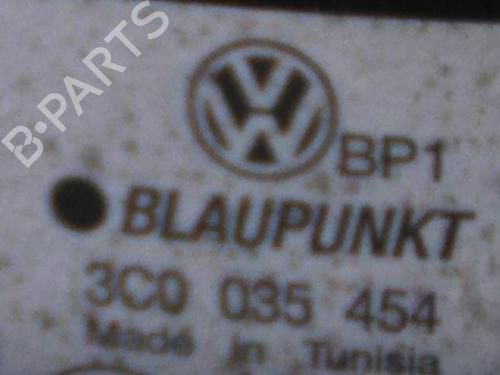 B-PARTS
BP1
BLAUPUNKT
3C0 035 454
Made in Tunisia